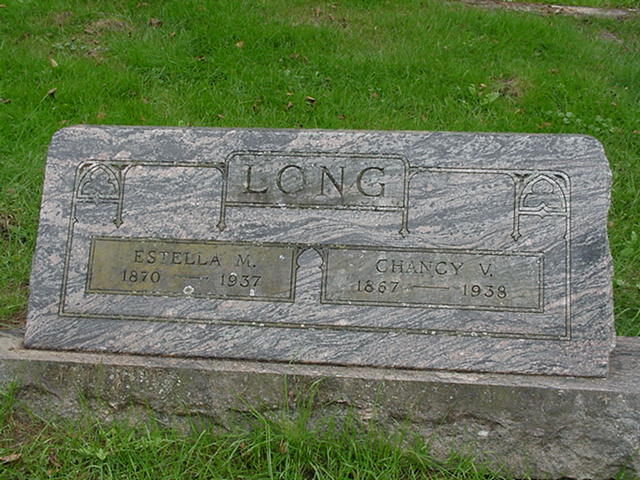 LONG
ESTELLA M.
1870 — 1937
CHANCY V.
1867 — 1938